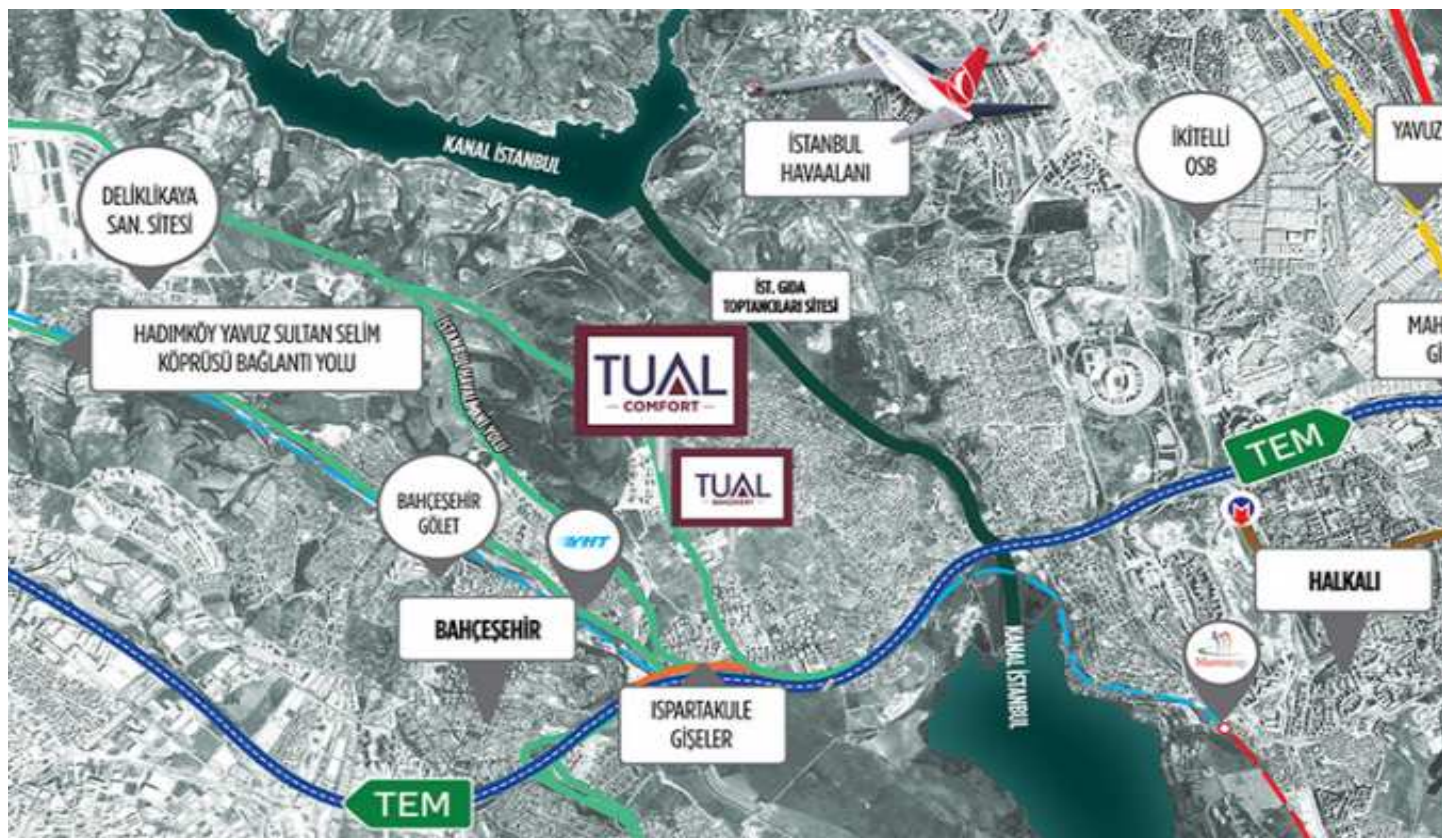 KANAL İSTANBUL
İSTANBUL
HAVAALANI
İKİTELLİ
OSB
YAVUZ
DELİKLİKAYA
SAN. SİTESİ
İST. GIDA
TOPTANCILARI SİTESİ
HADIMKÖY YAVUZ SULTAN SELİM
KÖPRÜSÜ BAĞLANTI YOLU
MAH
Gİ
TUAL
COMFORT
TEM
TUAL
BAHÇEŞEHİR
GÖLET
YHT
M
HALKALI
BAHÇEŞEHİR
KANAL İSTANBUL
ISPARTAKULE
GİŞELER
TEM